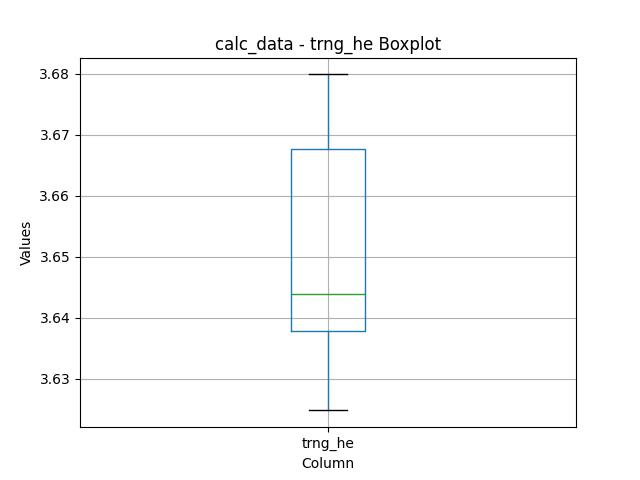 calc_data - trng_he Boxplot
3.68
3.67
3.66
3.65
3.64
3.63
Values
trng_he
Column